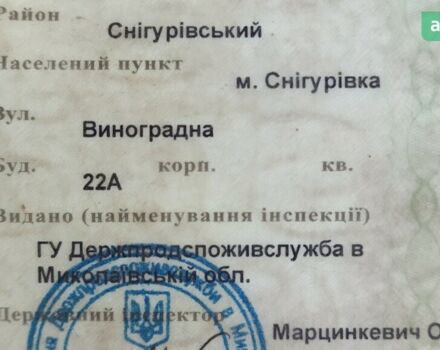 Район
Снігурівський
Населений пункт
м. Снігурівка
Вул.
Виноградна
Буд. корп. кв.
22А
Видано (найменування інспекції)
ГУ Держпродспоживслужба в
Миколаївській обл.
Державний інспектор
Марцинкевич О